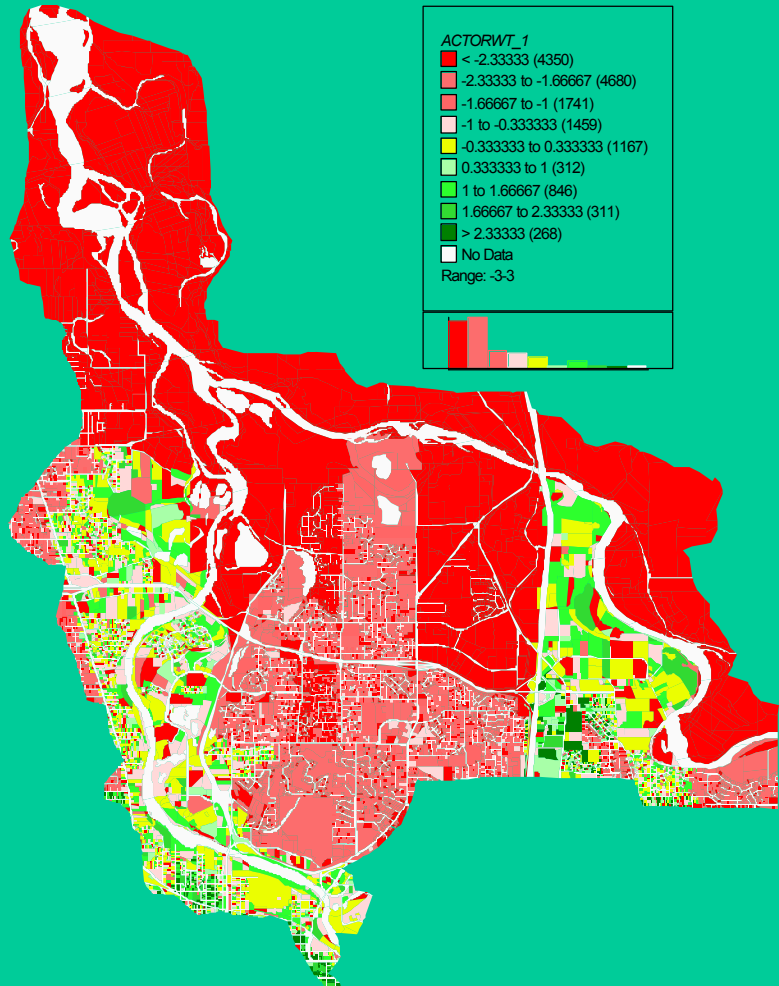 ACTORWT_1
< -2.33333 (4350)
-2.33333 to -1.66667 (4680)
-1.66667 to -1 (1741)
-1 to -0.333333 (1459)
-0.333333 to 0.333333 (1167)
0.333333 to 1 (312)
1 to 1.66667 (846)
1.66667 to 2.33333 (311)
> 2.33333 (268)
No Data
Range: -3-3